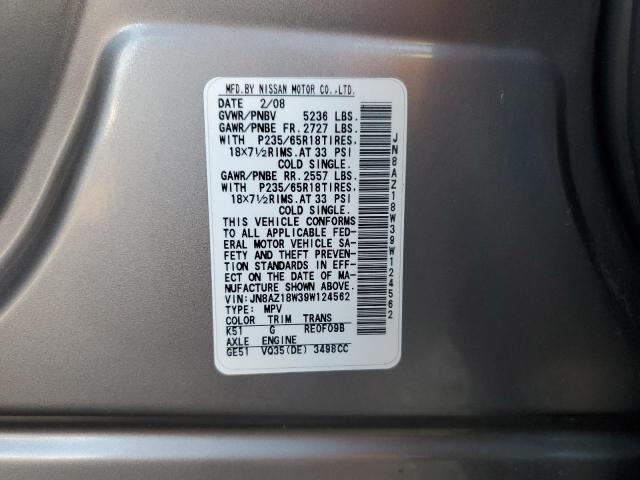 MFD.BY NISSAN MOTOR CO.,LTD.
DATE 2/08
GVWR/PNBV 5236 LBS.
GAWR/PNBE FR.2727 LBS.
WITH P235/65R18TIRES.
18×7½RIMS.AT 33 PSI
COLD SINGLE.
GAWR/PNBE RR.2557 LBS.
WITH P235/65R18TIRES.
18×7½RIMS.AT 33 PSI
COLD SINGLE.
THIS VEHICLE CONFORMS
TO ALL APPLICABLE FED-
ERAL MOTOR VEHICLE SA-
FETY AND THEFT PREVEN-
TION STANDARDS IN EFF-
ECT ON THE DATE OF MA-
NUFACTURE SHOWN ABOVE.
VIN:JN8AZ18W39W124562
TYPE: MPV
COLOR TRIM TRANS
K51 G RE0F09B
AXLE ENGINE
GE51 VQ35(DE) 3498CC
JN8AZ18W39W124562